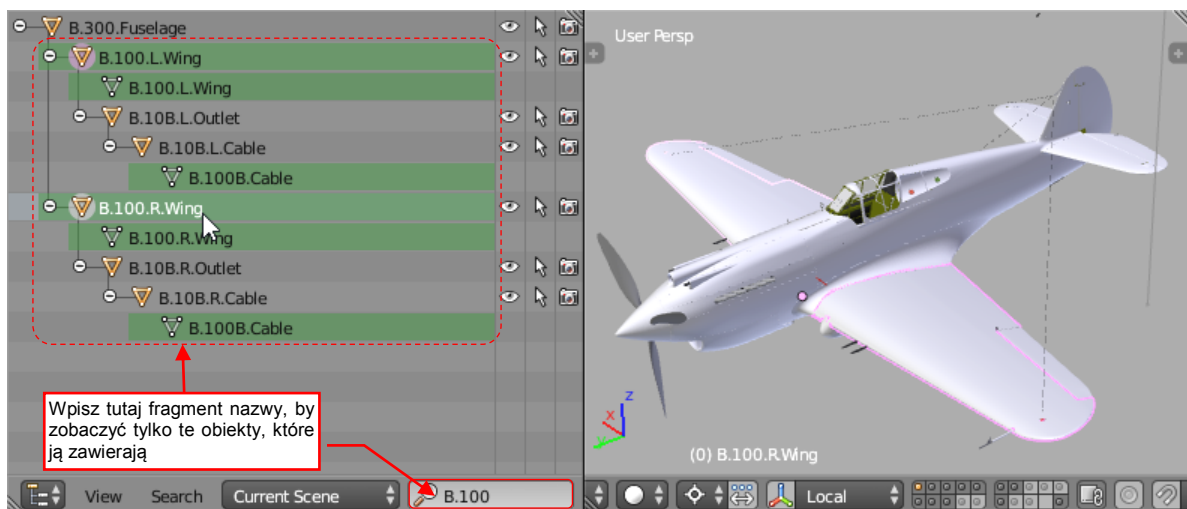 B.300.Fuselage
B.100.L.Wing
B.100.L.Wing
B.10B.L.Outlet
B.10B.L.Cable
B.100B.Cable
B.100.R.Wing
B.100.R.Wing
B.10B.R.Outlet
B.10B.R.Cable
B.100B.Cable
Wpisz tutaj fragment nazwy, by
zobaczyć tylko te obiekty, które
ją zawierają
View Search Current Scene B.100
User Persp
z
x
y
(0) B.100.R.Wing
Local